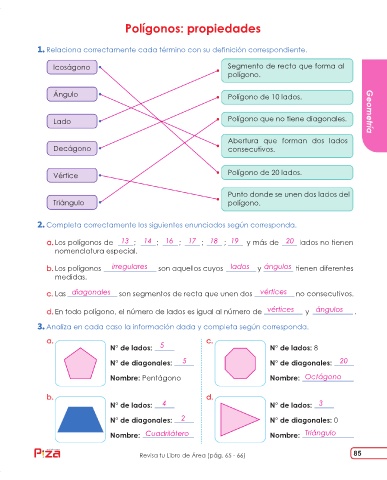 Polígonos: propiedades
1. Relaciona correctamente cada término con su definición correspondiente.
Icoságono
Segmento de recta que forma al
polígono.
Ángulo
Polígono de 10 lados.
Lado
Polígono que no tiene diagonales.
Decágono
Abertura que forman dos lados
consecutivos.
Vértice
Polígono de 20 lados.
Triángulo
Punto donde se unen dos lados del
polígono.
Geometría
2. Completa correctamente los siguientes enunciados según corresponda.
a. Los polígonos de 13 ; 14 ; 16 ; 17 ; 18 ; 19 y más de 20 lados no tienen
nomenclatura especial.
b. Los polígonos irregulares son aquellos cuyos lados y ángulos tienen diferentes
medidas.
c. Las diagonales son segmentos de recta que unen dos vértices no consecutivos.
d. En todo polígono, el número de lados es igual al número de vértices y ángulos .
3. Analiza en cada caso la información dada y completa según corresponda.
a.
N° de lados: 5
N° de diagonales: 5
Nombre: Pentágono
c.
N° de lados: 8
N° de diagonales: 20
Nombre: Octógono
b.
N° de lados: 4
N° de diagonales: 2
Nombre: Cuadrilátero
d.
N° de lados: 3
N° de diagonales: 0
Nombre: Triángulo
Pizza
Revisa tu Libro de Área (pág. 65 - 66)
85